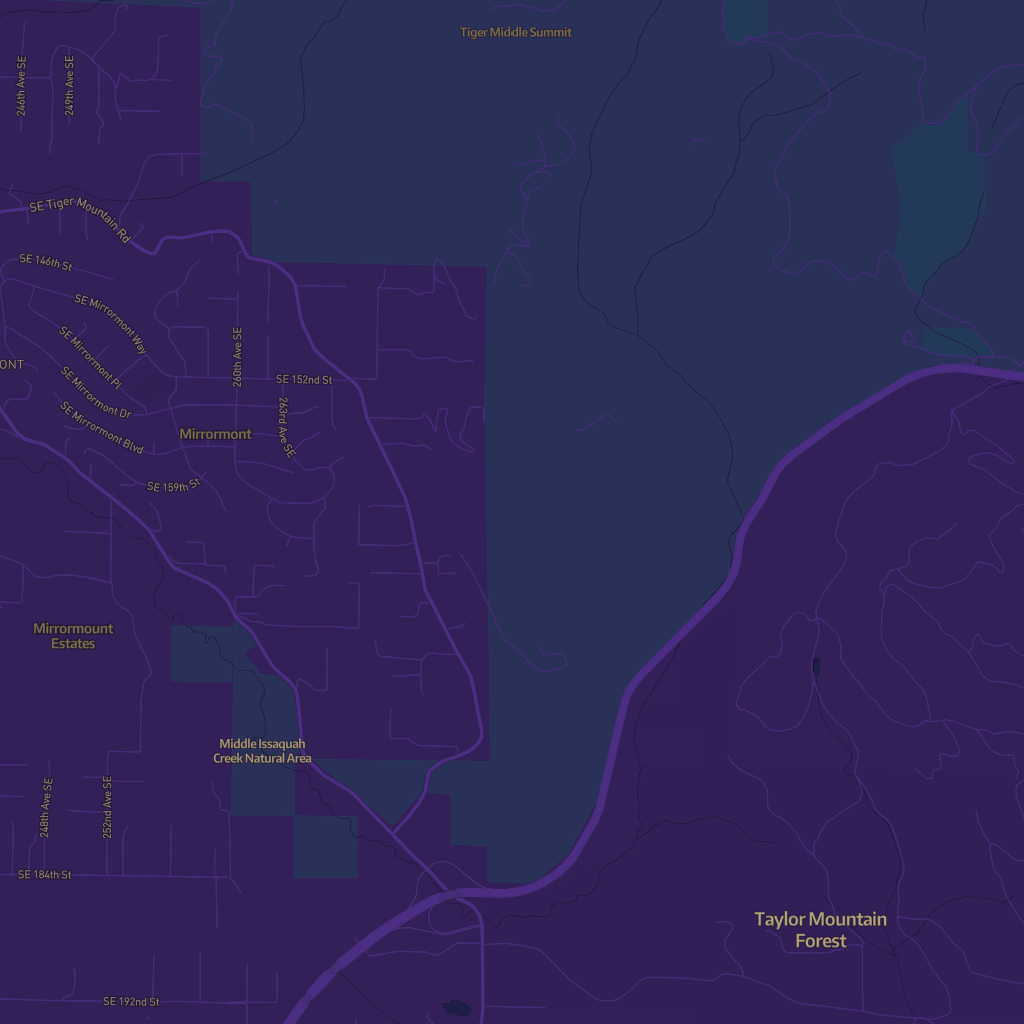 Tiger Middle Summit
246th Ave SE
249th Ave SE
SE Tiger Mountain Rd
SE 146th St
SE Mirrormont Way
SE Mirrormont Pl
260th Ave SE
ONT
SE 152nd St
SE Mirrormont Dr
263rd Ave SE
SE Mirrormont Blvd
Mirrormont
SE 159th St
Mirrormount
Estates
Middle Issaquah
Creek Natural Area
248th Ave SE
252nd Ave SE
SE 184th St
Taylor Mountain
Forest
SE 192nd St